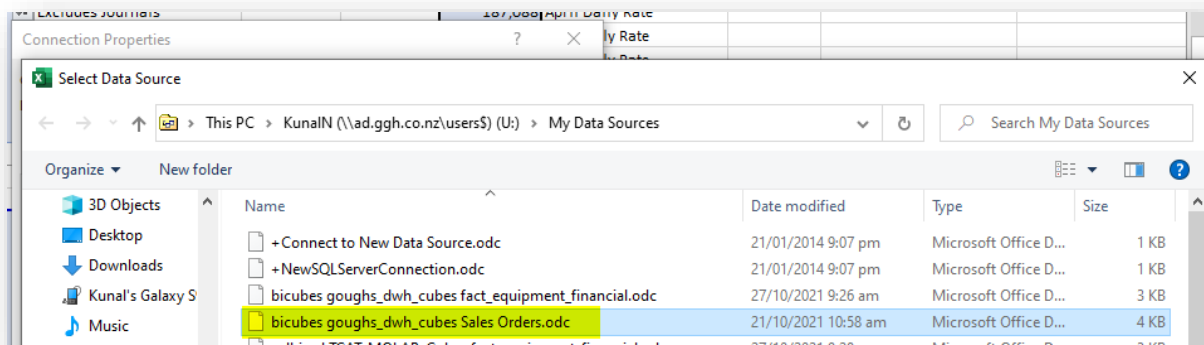 Excludes Journals 187,088 April Daily Rate
Connection Properties ? ly Rate
ly Rate
Select Data Source
This PC > KunalN (\\ad.ggh.co.nz\users$) (U:) > My Data Sources Search My Data Sources
Organize New folder
3D Objects Name Date modified Type Size
Desktop +Connect to New Data Source.odc 21/01/2014 9:07 pm Microsoft Office D... 1 KB
Downloads +NewSQLServerConnection.odc 21/01/2014 9:07 pm Microsoft Office D... 1 KB
Kunal's Galaxy S bicubes goughs_dwh_cubes fact_equipment_financial.odc 27/10/2021 9:26 am Microsoft Office D... 3 KB
Music bicubes goughs_dwh_cubes Sales Orders.odc 21/10/2021 10:58 am Microsoft Office D... 4 KB